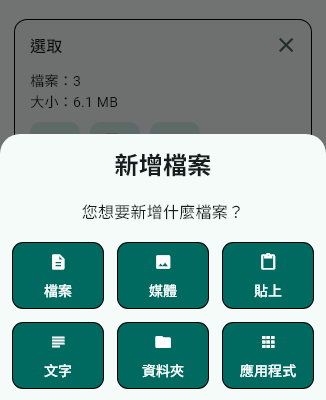 選取
檔案：3
大小：6.1 MB
新增檔案
您想要新增什麼檔案？
檔案
媒體
貼上
文字
資料夾
應用程式